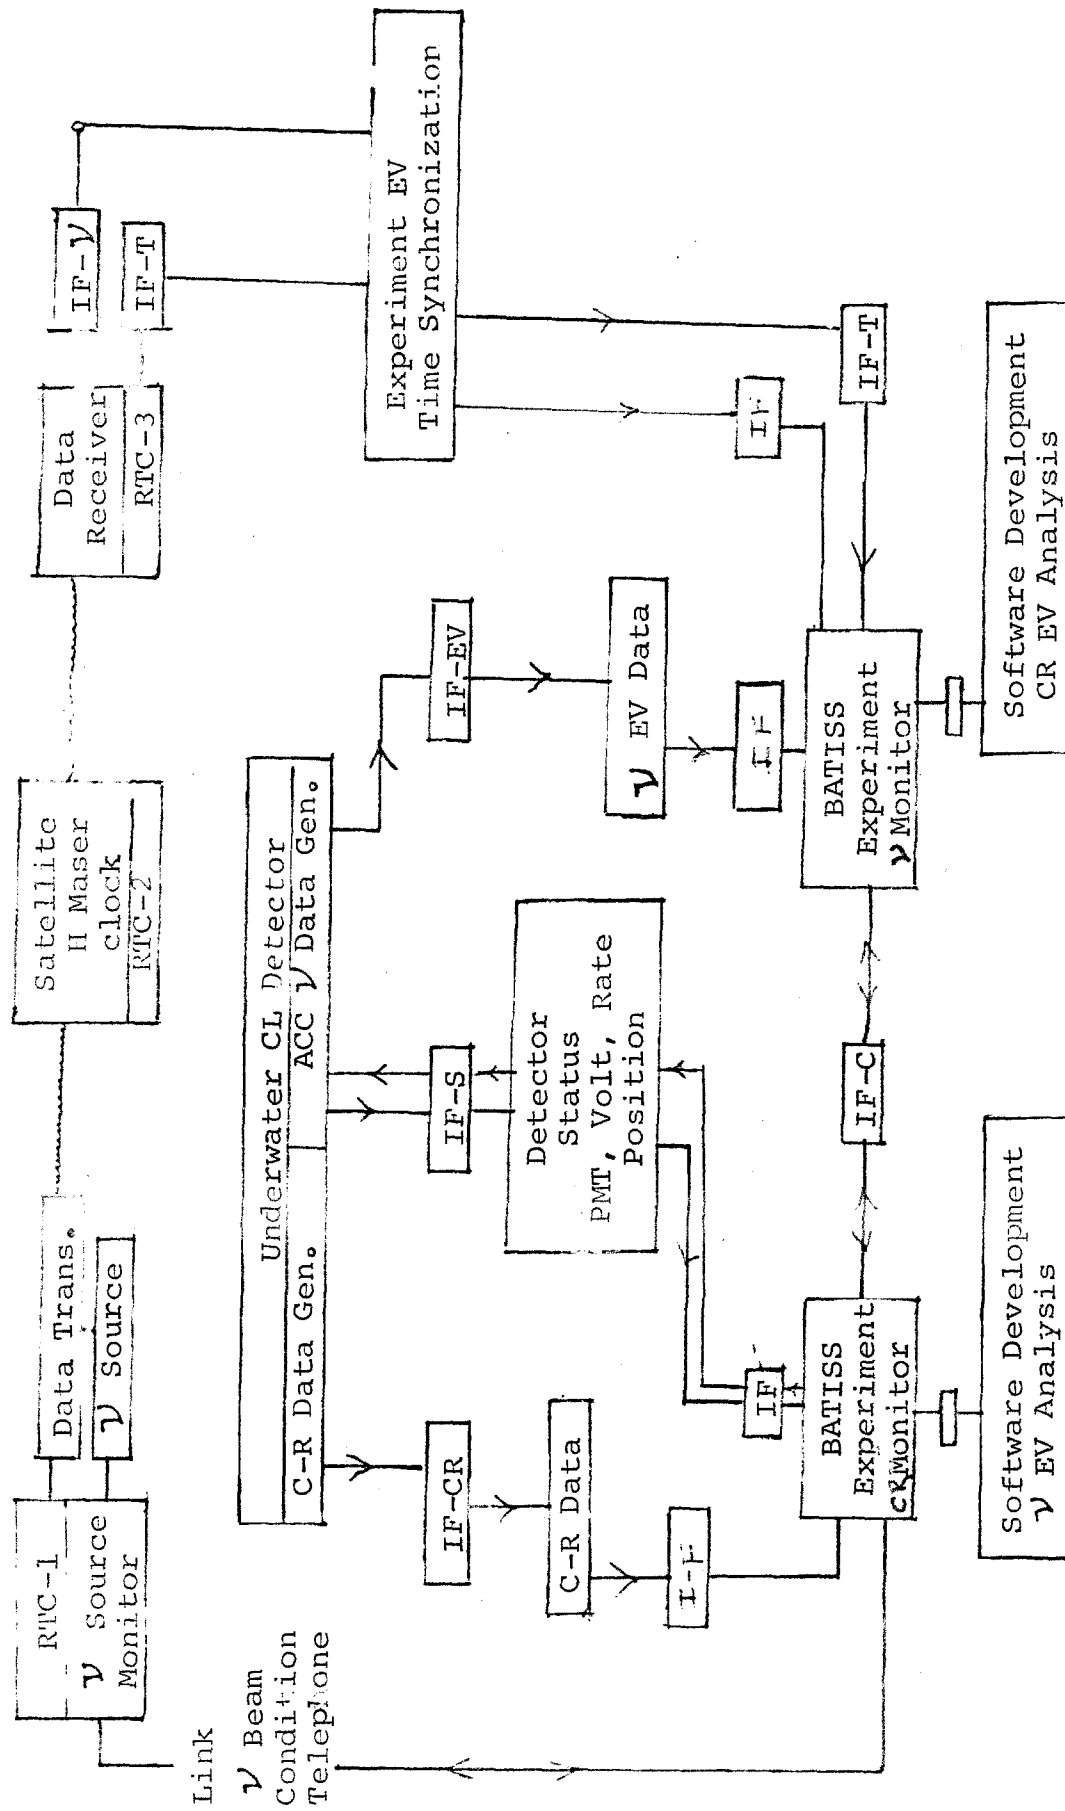 RTC-1
ν Source
Monitor
Data Trans.
ν Source
Satellite
H Maser
clock
RTC-2
Data
Receiver
RTC-3
IF-ν
IF-T
Link
ν Beam
Condition
Telephone
Underwater CL Detector
C-R Data Gen.
ACC ν Data Gen.
Experiment EV
Time Synchronization
IF-CR
IF-S
IF-EV
C-R Data
Detector
Status
PMT, Volt, Rate
Position
ν EV Data
I-F
IF
IF
IF
IF-T
BATISS
Experiment
CRMonitor
IF-C
BATISS
Experiment
νMonitor
Software Development
ν EV Analysis
Software Development
CR EV Analysis